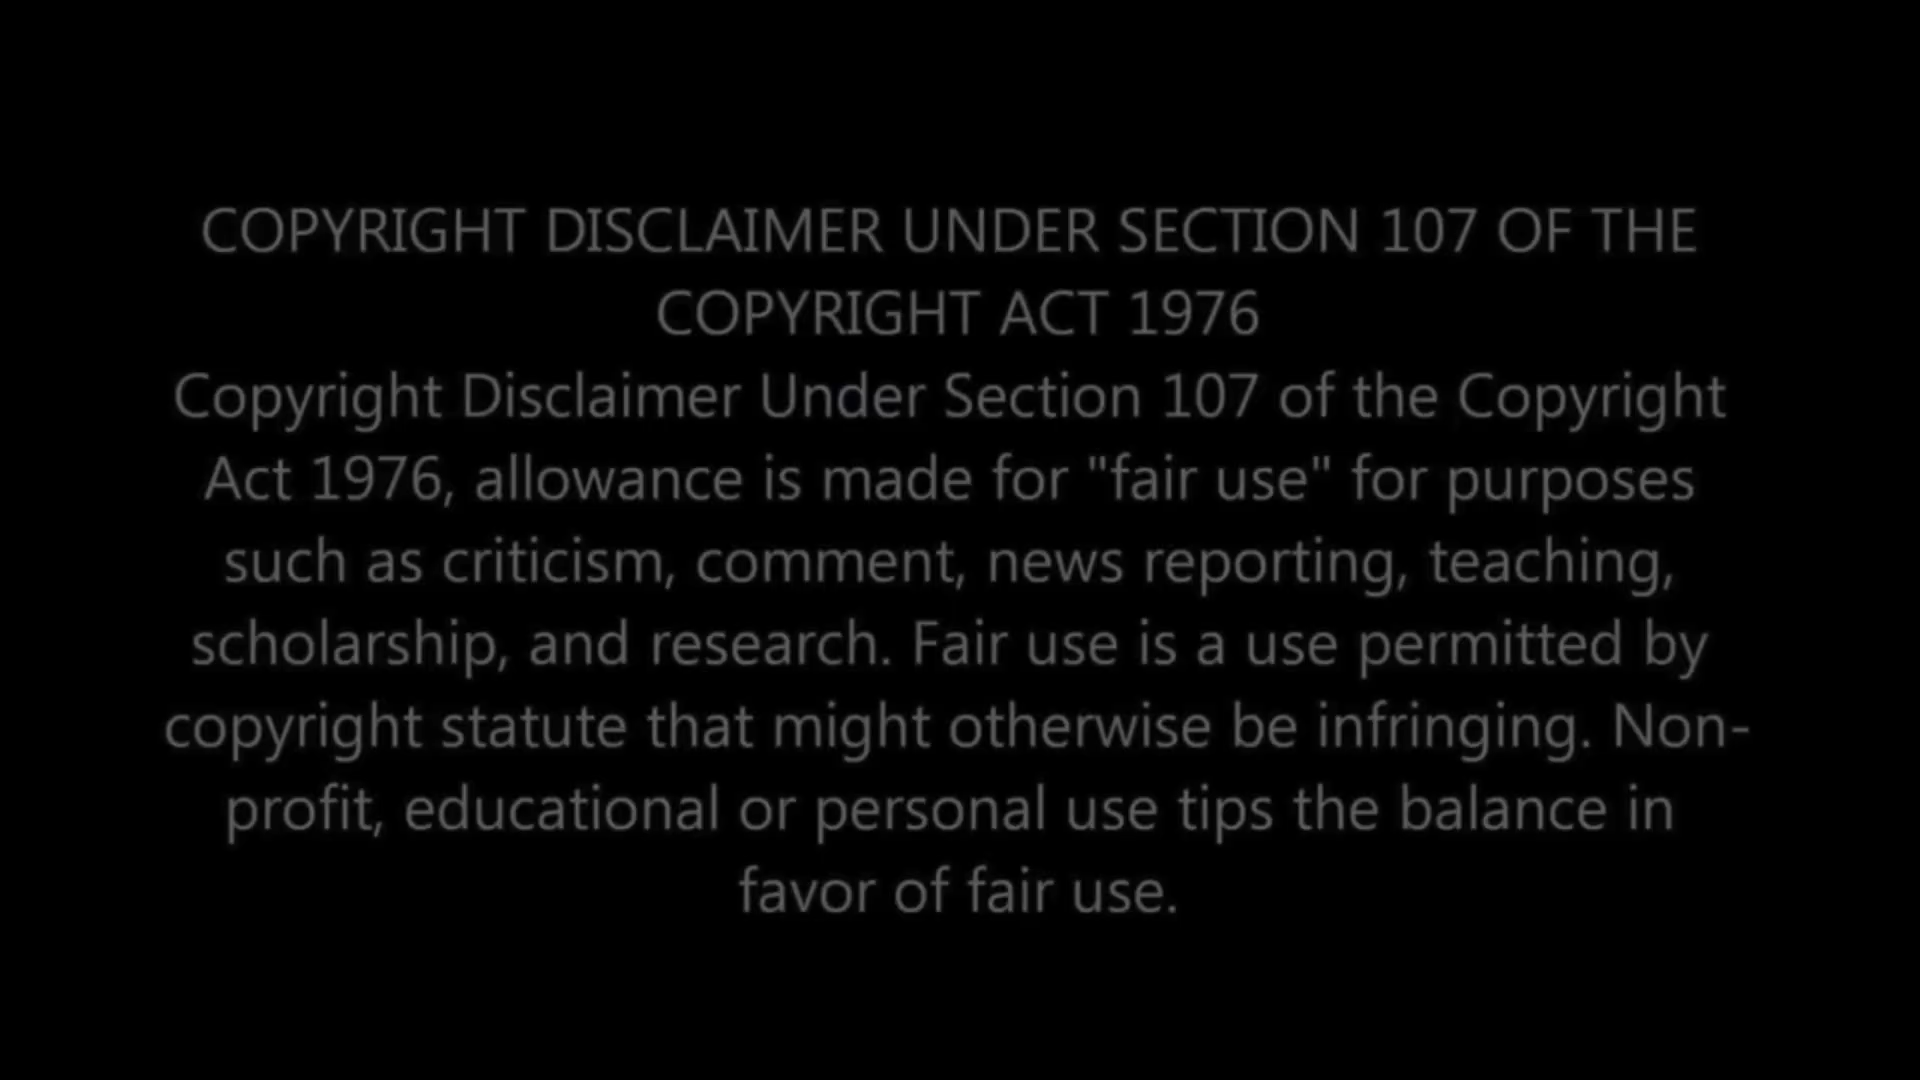 COPYRIGHT DISCLAIMER UNDER SECTION 107 OF THE
COPYRIGHT ACT 1976
Copyright Disclaimer Under Section 107 of the Copyright
Act 1976, allowance is made for "fair use" for purposes
such as criticism, comment, news reporting, teaching,
scholarship, and research. Fair use is a use permitted by
copyright statute that might otherwise be infringing. Non-
profit, educational or personal use tips the balance in
favor of fair use.